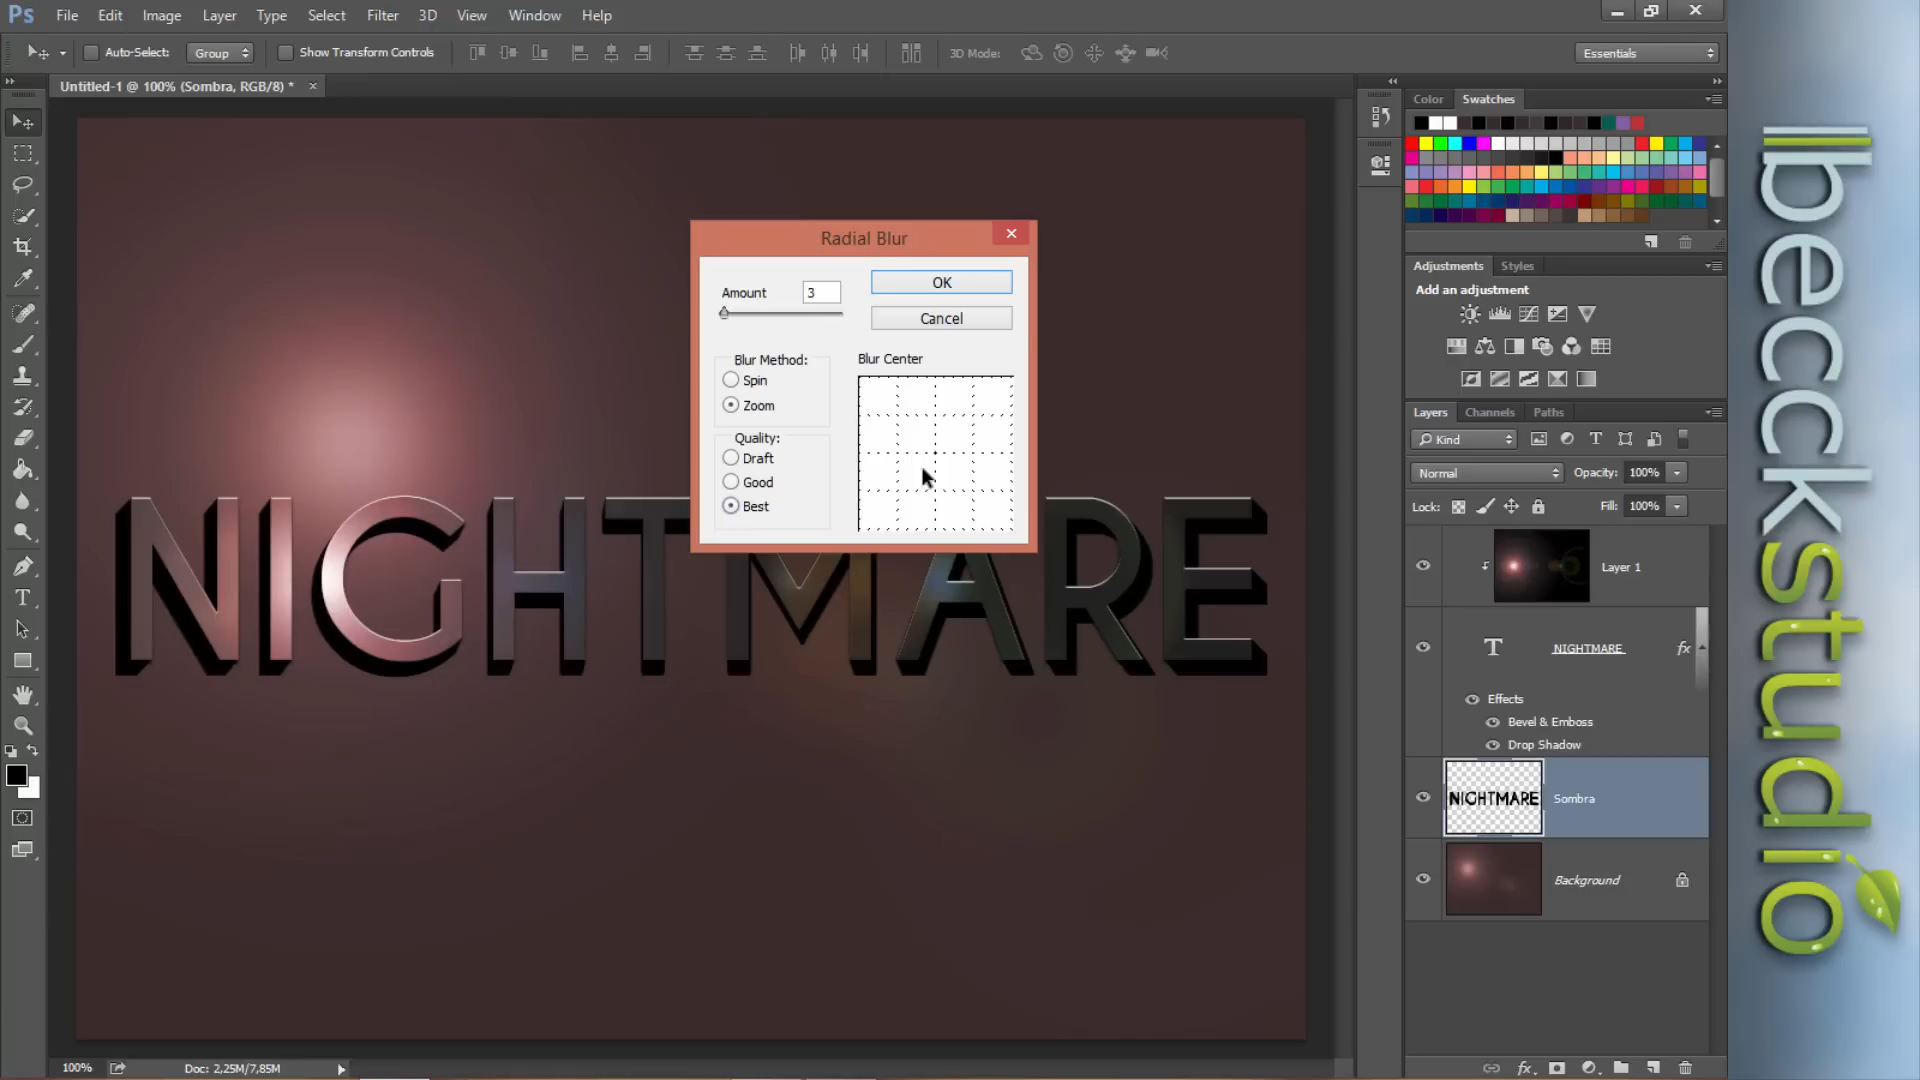 Ps File Edit Image Layer Type Select Filter 3D View Window Help
Auto-Select: Group Show Transform Controls 3D Mode: Essentials
Untitled-1 @ 100% (Sombra, RGB/8) * ×
Color Swatches
Radial Blur
Amount 3
OK
Cancel
Blur Method:
Spin
Zoom
Quality:
Draft
Good
Best
Blur Center
NIGHTMARE
Adjustments Styles
Add an adjustment
Layers Channels Paths
Kind
Normal Opacity: 100%
Lock: Fill: 100%
Layer 1
T NIGHTMARE fx
Effects
Bevel & Emboss
Drop Shadow
NIGHTMARE Sombra
Background
100% Doc: 2,25M/7,85M
fx
lbecckstudio